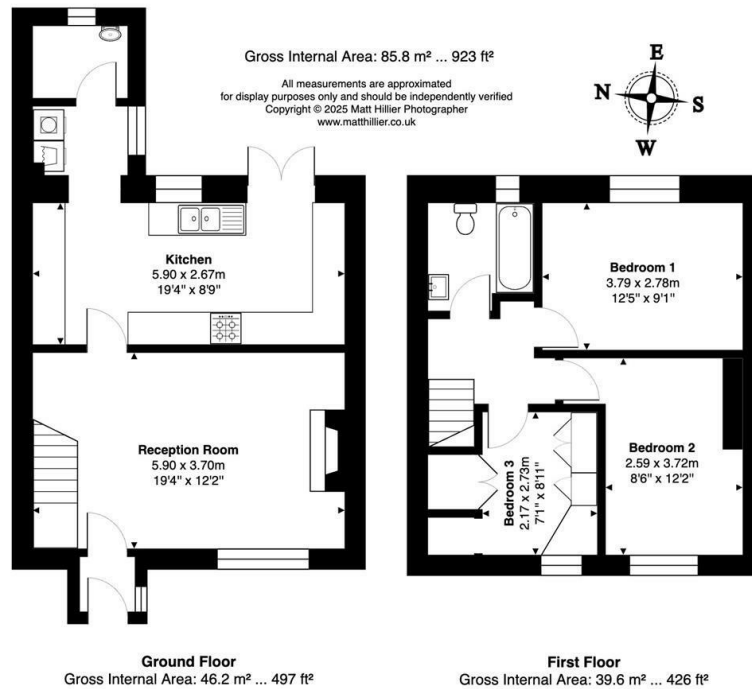 Gross Internal Area: 85.8 m² ... 923 ft²
All measurements are approximated
for display purposes only and should be independently verified
Copyright © 2025 Matt Hillier Photographer
www.matthillier.co.uk
E
N
S
W
Kitchen
5.90 x 2.67m
19'4" x 8'9"
Reception Room
5.90 x 3.70m
19'4" x 12'2"
Bedroom 1
3.79 x 2.78m
12'5" x 9'1"
Bedroom 2
2.59 x 3.72m
8'6" x 12'2"
Bedroom 3
2.17 x 2.73m
7'1" x 8'11"
Ground Floor
Gross Internal Area: 46.2 m² ... 497 ft²
First Floor
Gross Internal Area: 39.6 m² ... 426 ft²